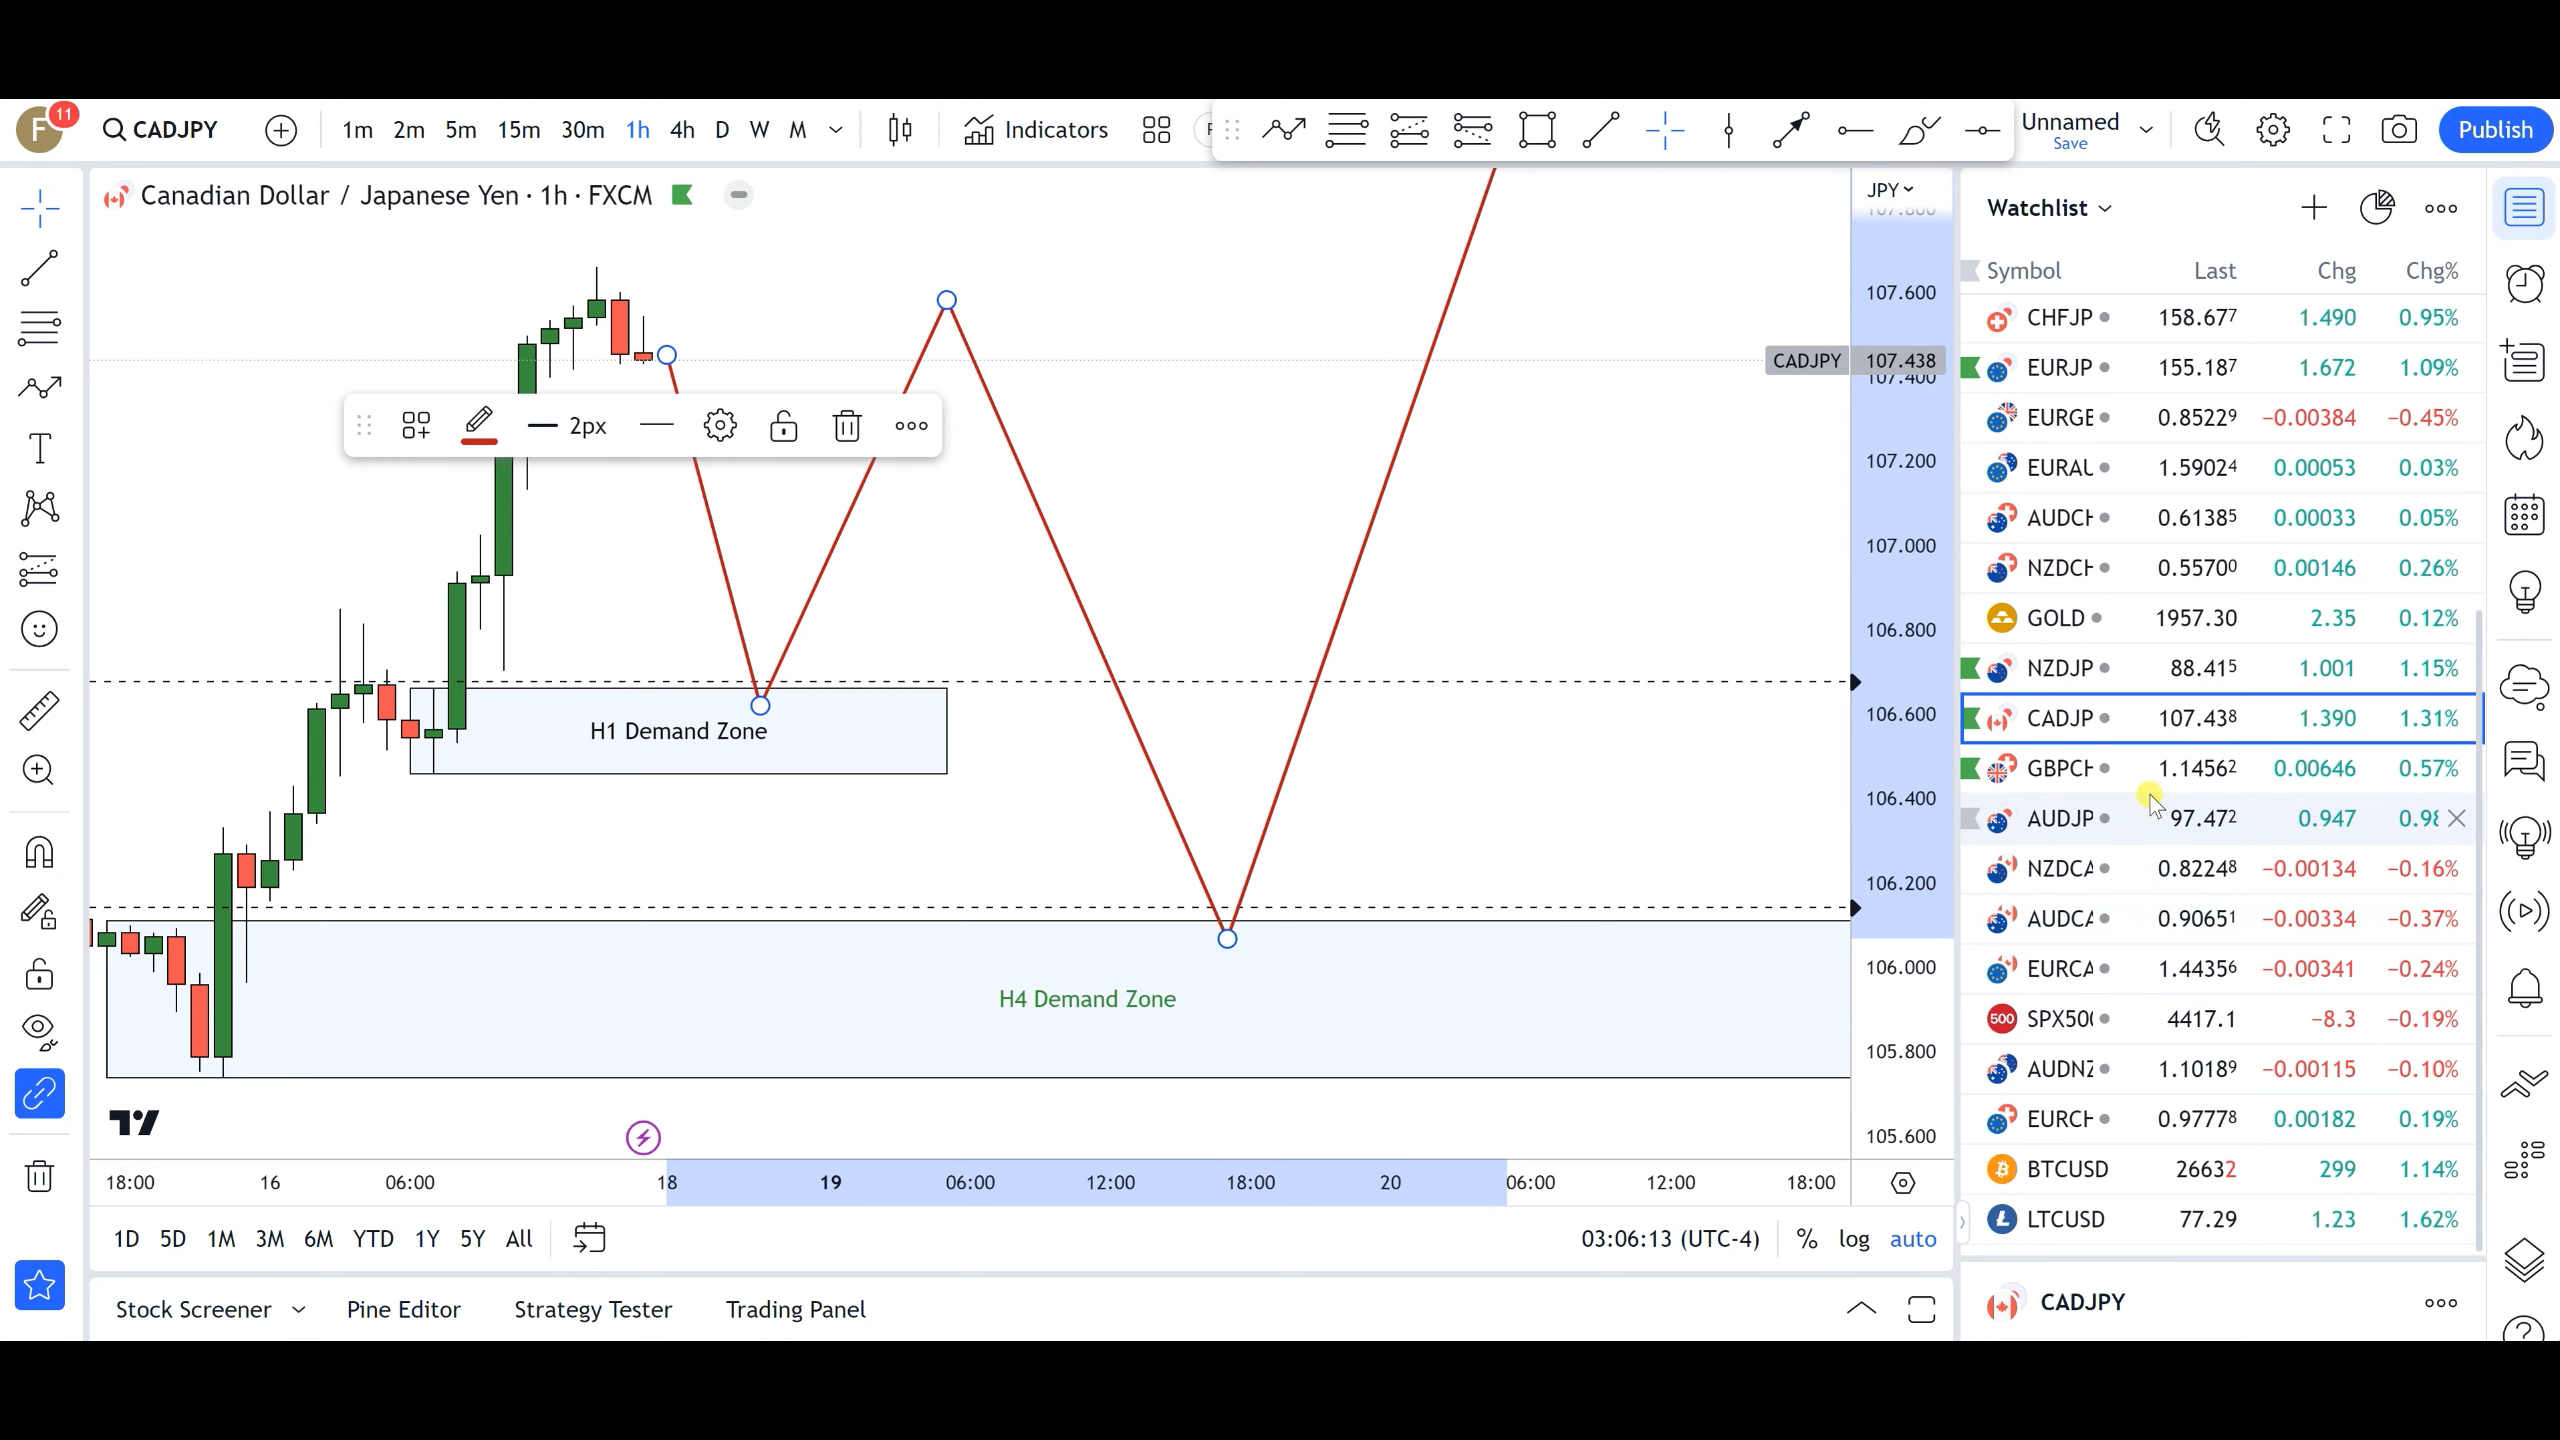 F 11 CADJPY 1m 2m 5m 15m 30m 1h 4h D W M Indicators Unnamed Save Publish
Canadian Dollar / Japanese Yen · 1h · FXCM
JPY
107.600
CADJPY 107.438
107.400
107.200
107.000
106.800
106.600
106.400
106.200
106.000
105.800
105.600
2px
H1 Demand Zone
H4 Demand Zone
18:00 16 06:00 18 19 06:00 12:00 18:00 20 06:00 12:00 18:00
1D 5D 1M 3M 6M YTD 1Y 5Y All 03:06:13 (UTC-4) % log auto
Stock Screener Pine Editor Strategy Tester Trading Panel
Watchlist
Symbol Last Chg Chg%
CHFJP 158.677 1.490 0.95%
EURJP 155.187 1.672 1.09%
EURGE 0.85229 −0.00384 −0.45%
EURAU 1.59024 0.00053 0.03%
AUDCH 0.61385 0.00033 0.05%
NZDCH 0.55700 0.00146 0.26%
GOLD 1957.30 2.35 0.12%
NZDJP 88.415 1.001 1.15%
CADJP 107.438 1.390 1.31%
GBPCH 1.14562 0.00646 0.57%
AUDJP 97.472 0.947 0.98
NZDCA 0.82248 −0.00134 −0.16%
AUDCA 0.90651 −0.00334 −0.37%
EURCA 1.44356 −0.00341 −0.24%
500 SPX500 4417.1 −8.3 −0.19%
AUDNZ 1.10189 −0.00115 −0.10%
EURCH 0.97778 0.00182 0.19%
BTCUSD 26632 299 1.14%
LTCUSD 77.29 1.23 1.62%
CADJPY